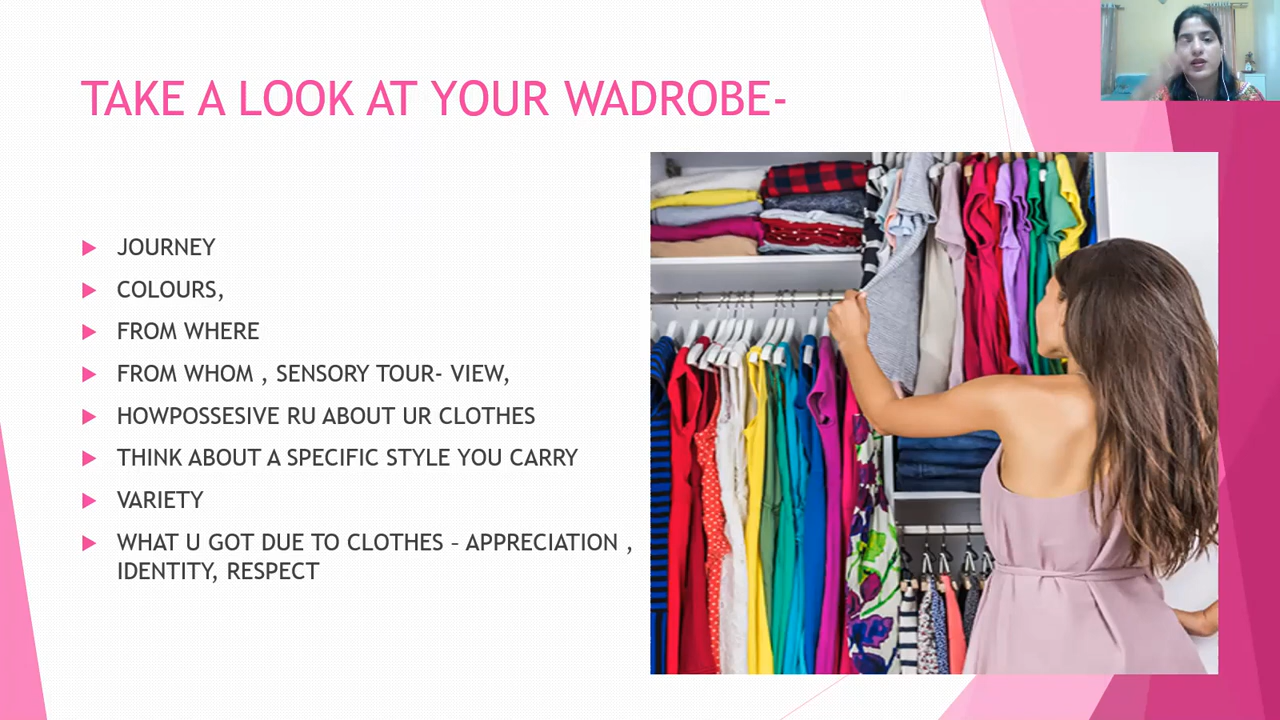 TAKE A LOOK AT YOUR WADROBE-
JOURNEY
COLOURS,
FROM WHERE
FROM WHOM , SENSORY TOUR- VIEW,
HOWPOSSESIVE RU ABOUT UR CLOTHES
THINK ABOUT A SPECIFIC STYLE YOU CARRY
VARIETY
WHAT U GOT DUE TO CLOTHES – APPRECIATION ,
IDENTITY, RESPECT